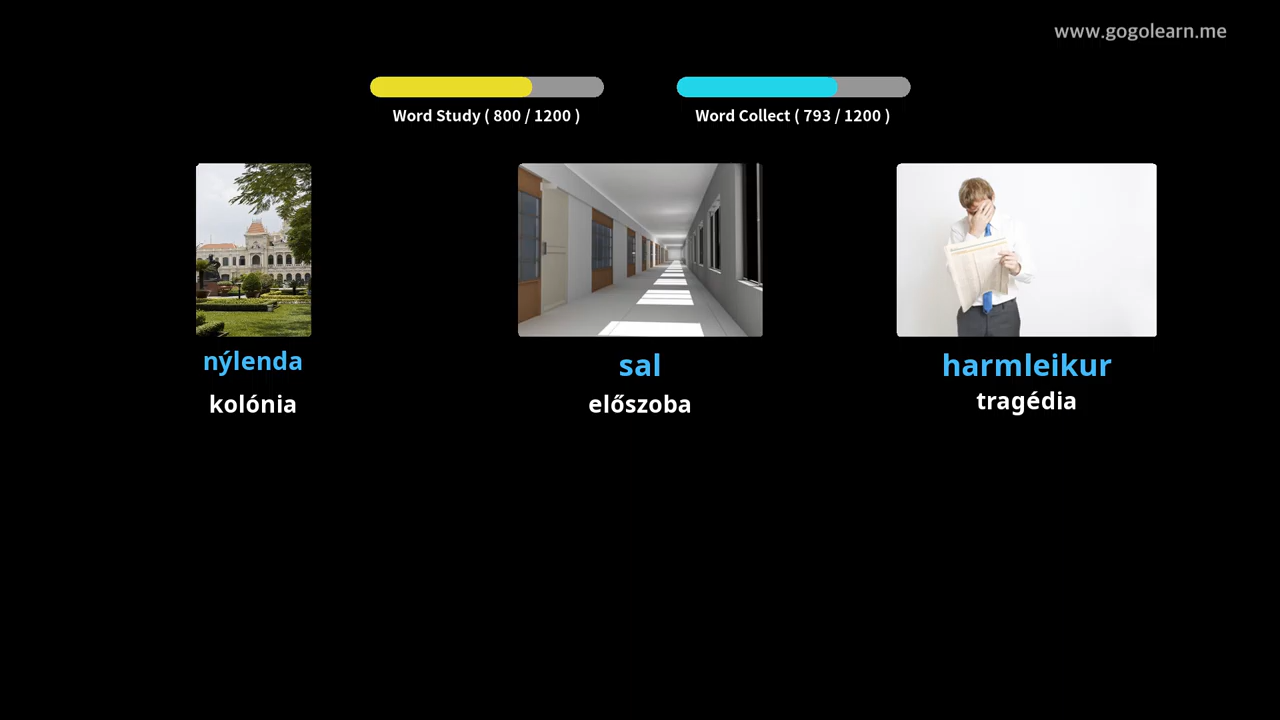 www.gogolearn.me
Word Study ( 800 / 1200 )
Word Collect ( 793 / 1200 )
nýlenda
kolónia
sal
előszoba
harmleikur
tragédia